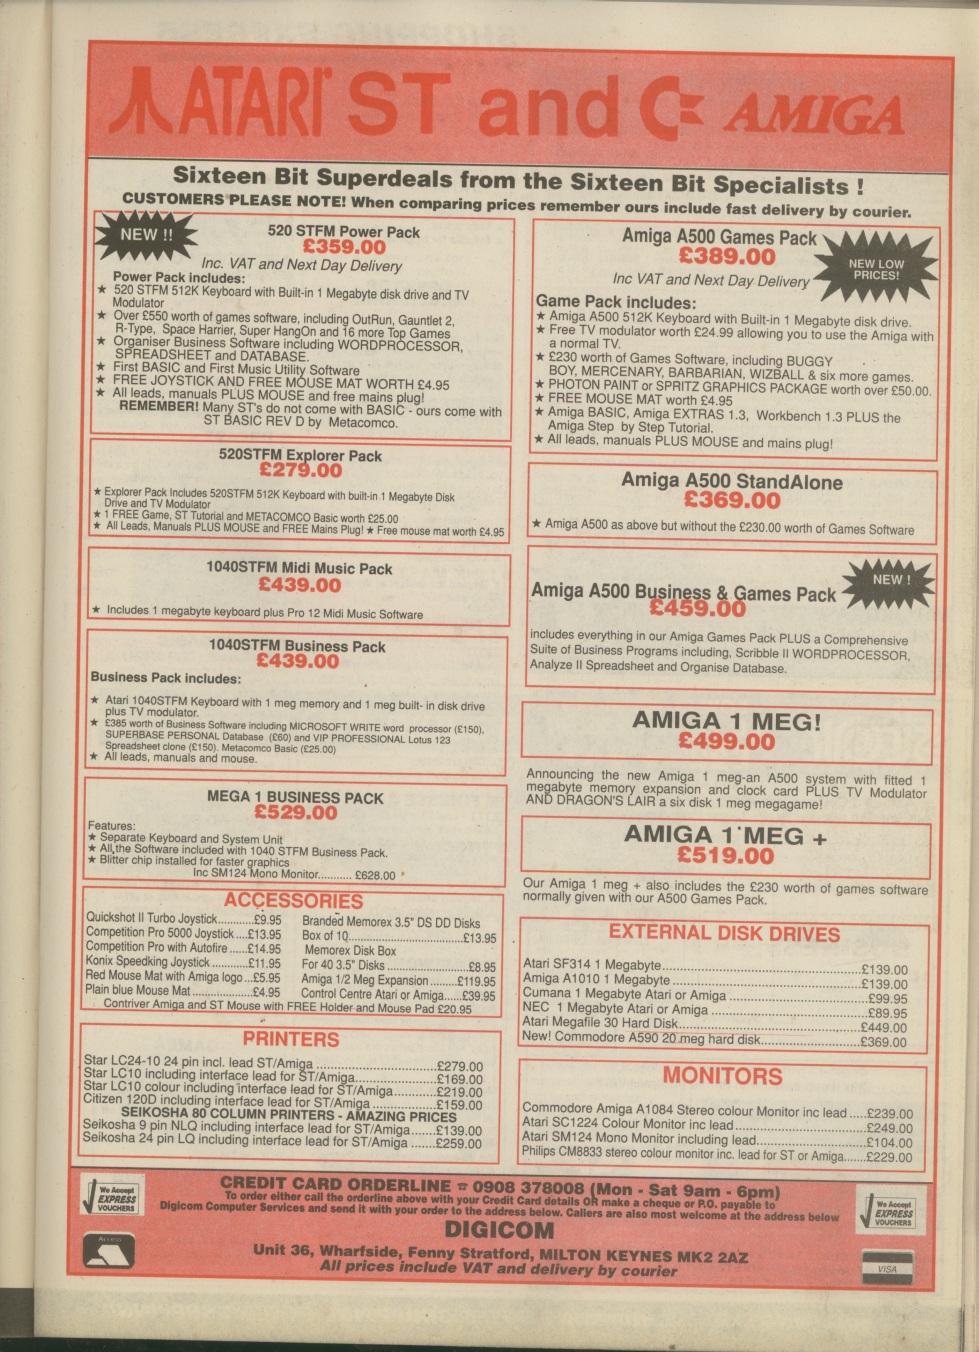 ATARI ST and AMIGA
Sixteen Bit Superdeals from the Sixteen Bit Specialists !
CUSTOMERS PLEASE NOTE! When comparing prices remember ours include fast delivery by courier.
NEW !!
520 STFM Power Pack
£359.00
Inc. VAT and Next Day Delivery
Power Pack includes:
★ 520 STFM 512K Keyboard with Built-in 1 Megabyte disk drive and TV
Modulator
★ Over £550 worth of games software, including OutRun, Gauntlet 2,
R-Type, Space Harrier, Super HangOn and 16 more Top Games
★ Organiser Business Software including WORDPROCESSOR,
SPREADSHEET and DATABASE.
★ First BASIC and First Music Utility Software
★ FREE JOYSTICK AND FREE MOUSE MAT WORTH £4.95
★ All leads, manuals PLUS MOUSE and free mains plug!
REMEMBER! Many ST's do not come with BASIC - ours come with
ST BASIC REV D by Metacomco.
520STFM Explorer Pack
£279.00
★ Explorer Pack Includes 520STFM 512K Keyboard with built-in 1 Megabyte Disk
Drive and TV Modulator
★ 1 FREE Game, ST Tutorial and METACOMCO Basic worth £25.00
★ All Leads, Manuals PLUS MOUSE and FREE Mains Plug! ★ Free mouse mat worth £4.95
1040STFM Midi Music Pack
£439.00
★ Includes 1 megabyte keyboard plus Pro 12 Midi Music Software
1040STFM Business Pack
£439.00
Business Pack includes:
★ Atari 1040STFM Keyboard with 1 meg memory and 1 meg built- in disk drive
plus TV modulator.
★ £385 worth of Business Software including MICROSOFT WRITE word processor (£150),
SUPERBASE PERSONAL Database (£60) and VIP PROFESSIONAL Lotus 123
Spreadsheet clone (£150). Metacomco Basic (£25.00)
★ All leads, manuals and mouse.
MEGA 1 BUSINESS PACK
£529.00
Features:
★ Separate Keyboard and System Unit
★ All the Software included with 1040 STFM Business Pack.
★ Blitter chip installed for faster graphics
Inc SM124 Mono Monitor........... £628.00
ACCESSORIES
Quickshot II Turbo Joystick...........£9.95
Competition Pro 5000 Joystick....£13.95
Competition Pro with Autofire .....£14.95
Konix Speedking Joystick ..........£11.95
Red Mouse Mat with Amiga logo ...£5.95
Plain blue Mouse Mat ..................£4.95
Branded Memorex 3.5" DS DD Disks
Box of 10..................................£13.95
Memorex Disk Box
For 40 3.5" Disks ........................£8.95
Amiga 1/2 Meg Expansion ........£119.95
Control Centre Atari or Amiga.....£39.95
Contriver Amiga and ST Mouse with FREE Holder and Mouse Pad £20.95
PRINTERS
Star LC24-10 24 pin incl. lead ST/Amiga .............................£279.00
Star LC10 including interface lead for ST/Amiga.....................£169.00
Star LC10 colour including interface lead for ST/Amiga...........£219.00
Citizen 120D including interface lead for ST/Amiga .................£159.00
SEIKOSHA 80 COLUMN PRINTERS - AMAZING PRICES
Seikosha 9 pin NLQ including interface lead for ST/Amiga.......£139.00
Seikosha 24 pin LQ including interface lead for ST/Amiga .......£259.00
Amiga A500 Games Pack
£389.00
NEW LOW
PRICES!
Inc VAT and Next Day Delivery
Game Pack includes:
★ Amiga A500 512K Keyboard with Built-in 1 Megabyte disk drive.
★ Free TV modulator worth £24.99 allowing you to use the Amiga with
a normal TV.
★ £230 worth of Games Software, including BUGGY
BOY, MERCENARY, BARBARIAN, WIZBALL & six more games.
★ PHOTON PAINT or SPRITZ GRAPHICS PACKAGE worth over £50.00.
★ FREE MOUSE MAT worth £4.95
★ Amiga BASIC, Amiga EXTRAS 1.3, Workbench 1.3 PLUS the
Amiga Step by Step Tutorial.
★ All leads, manuals PLUS MOUSE and mains plug!
Amiga A500 StandAlone
£369.00
★ Amiga A500 as above but without the £230.00 worth of Games Software
NEW !
Amiga A500 Business & Games Pack
£459.00
includes everything in our Amiga Games Pack PLUS a Comprehensive
Suite of Business Programs including, Scribble II WORDPROCESSOR,
Analyze II Spreadsheet and Organise Database.
AMIGA 1 MEG!
£499.00
Announcing the new Amiga 1 meg-an A500 system with fitted 1
megabyte memory expansion and clock card PLUS TV Modulator
AND DRAGON'S LAIR a six disk 1 meg megagame!
AMIGA 1 MEG +
£519.00
Our Amiga 1 meg + also includes the £230 worth of games software
normally given with our A500 Games Pack.
EXTERNAL DISK DRIVES
Atari SF314 1 Megabyte..............................................£139.00
Amiga A1010 1 Megabyte ...........................................£139.00
Cumana 1 Megabyte Atari or Amiga ................................£99.95
NEC 1 Megabyte Atari or Amiga ...................................£89.95
Atari Megafile 30 Hard Disk..........................................£449.00
New! Commodore A590 20 meg hard disk.......................£369.00
MONITORS
Commodore Amiga A1084 Stereo colour Monitor inc lead .....£239.00
Atari SC1224 Colour Monitor inc lead..............................£249.00
Atari SM124 Mono Monitor including lead.........................£104.00
Philips CM8833 stereo colour monitor inc. lead for ST or Amiga.......£229.00
We Accept
EXPRESS
VOUCHERS
Access
CREDIT CARD ORDERLINE ☎ 0908 378008 (Mon - Sat 9am - 6pm)
To order either call the orderline above with your Credit Card details OR make a cheque or P.O. payable to
Digicom Computer Services and send it with your order to the address below. Callers are also most welcome at the address below
DIGICOM
Unit 36, Wharfside, Fenny Stratford, MILTON KEYNES MK2 2AZ
All prices include VAT and delivery by courier
We Accept
EXPRESS
VOUCHERS
VISA